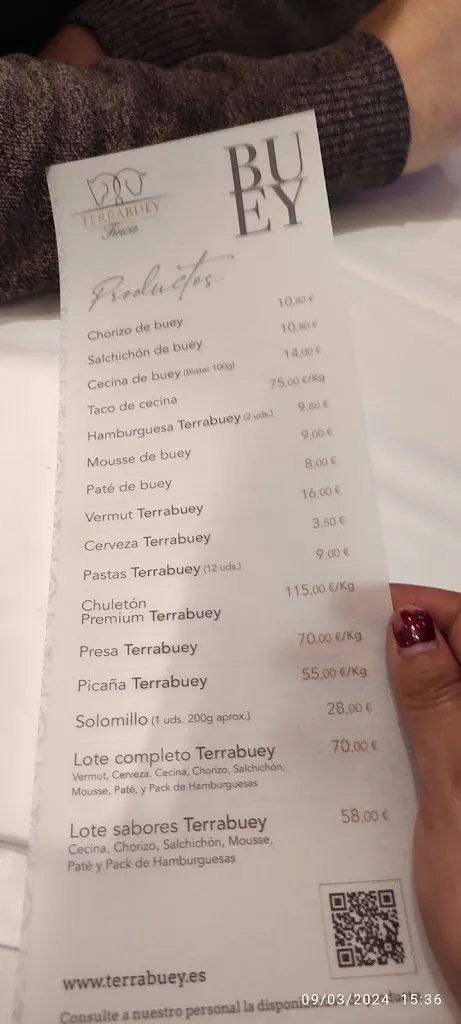 TERRABUEY
Finca
BU
EY
Productos
Chorizo de buey 10,80 €
Salchichón de buey 10,80 €
Cecina de buey (Blister 100g) 14,00 €
Taco de cecina 75,00 €/Kg
Hamburguesa Terrabuey (2 uds.) 9,80 €
Mousse de buey 9,00 €
Paté de buey 8,00 €
Vermut Terrabuey 16,00 €
Cerveza Terrabuey 3,50 €
Pastas Terrabuey (12 uds.) 9,00 €
Chuletón
Premium Terrabuey 115,00 €/Kg
Presa Terrabuey 70,00 €/Kg
Picaña Terrabuey 55,00 €/Kg
Solomillo (1 uds. 200g aprox.) 28,00 €
Lote completo Terrabuey 70,00 €
Vermut, Cerveza, Cecina, Chorizo, Salchichón,
Mousse, Paté, y Pack de Hamburguesas
Lote sabores Terrabuey 58,00 €
Cecina, Chorizo, Salchichón, Mousse,
Paté y Pack de Hamburguesas
www.terrabuey.es
Consulte a nuestro personal la
09/03/2024 15:36